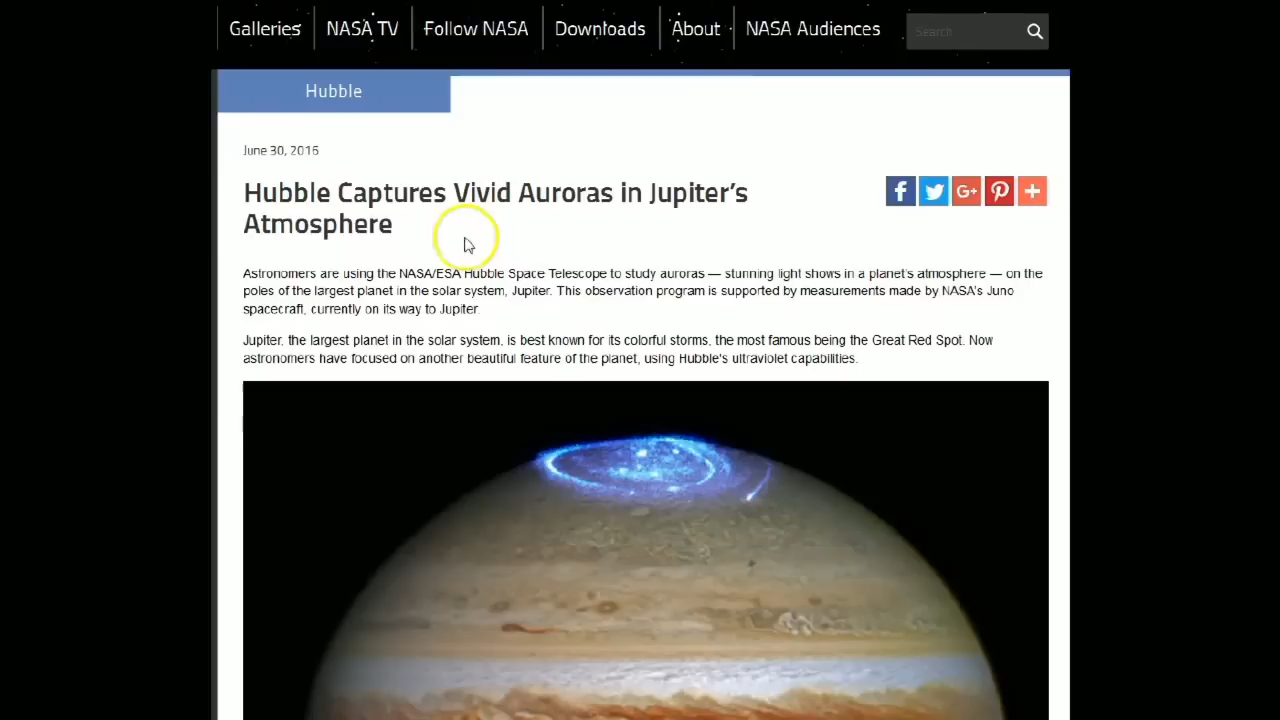 Galleries NASA TV Follow NASA Downloads About NASA Audiences Search
Hubble
June 30, 2016
Hubble Captures Vivid Auroras in Jupiter's
Atmosphere
Astronomers are using the NASA/ESA Hubble Space Telescope to study auroras — stunning light shows in a planet's atmosphere — on the
poles of the largest planet in the solar system, Jupiter. This observation program is supported by measurements made by NASA's Juno
spacecraft, currently on its way to Jupiter.
Jupiter, the largest planet in the solar system, is best known for its colorful storms, the most famous being the Great Red Spot. Now
astronomers have focused on another beautiful feature of the planet, using Hubble's ultraviolet capabilities.